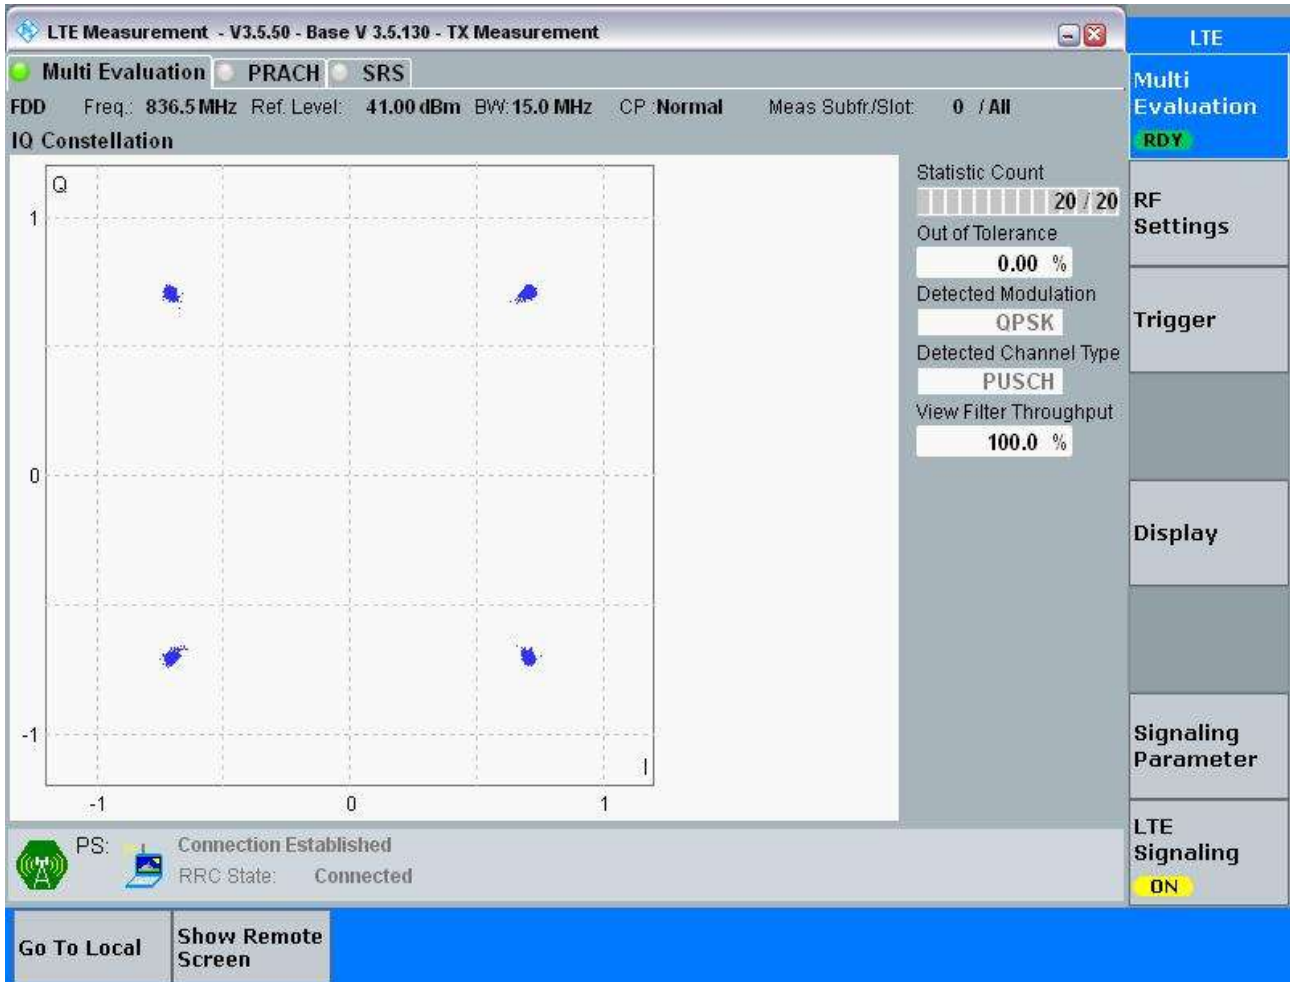 LTE Measurement - V3.5.50 - Base V 3.5.130 - TX Measurement
Multi Evaluation PRACH SRS
FDD Freq.: 836.5 MHz Ref. Level: 41.00 dBm BW: 15.0 MHz CP :Normal Meas Subfr./Slot: 0 / All
IQ Constellation
Q
1
0
-1
I
-1 0 1
Statistic Count
20 / 20
Out of Tolerance
0.00 %
Detected Modulation
QPSK
Detected Channel Type
PUSCH
View Filter Throughput
100.0 %
PS: Connection Established
RRC State: Connected
LTE
Multi
Evaluation
RDY
RF
Settings
Trigger
Display
Signaling
Parameter
LTE
Signaling
ON
Go To Local
Show Remote
Screen